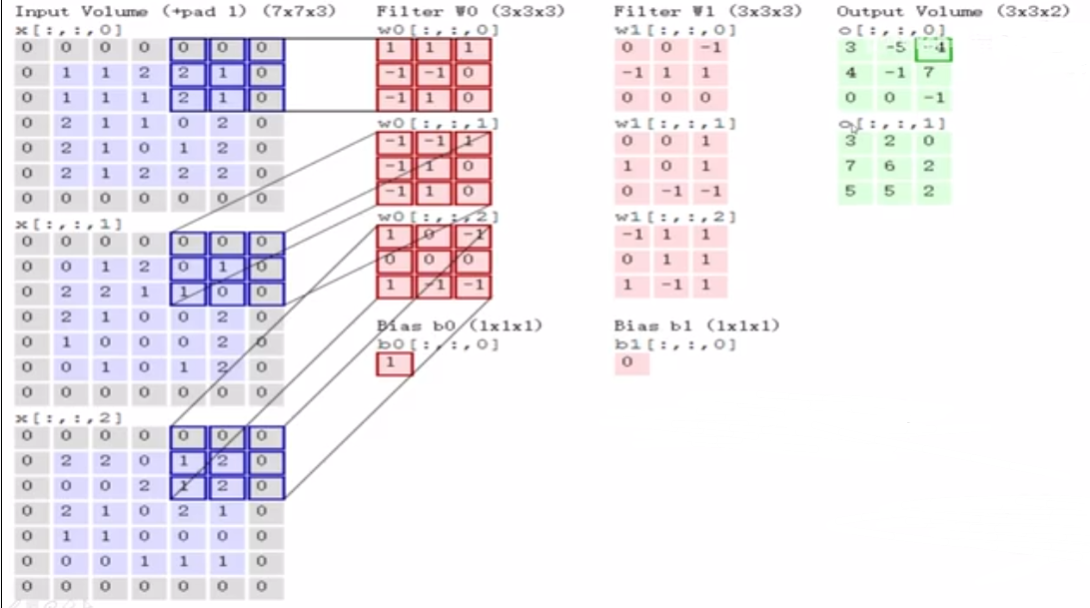 Input Volume (+pad 1) (7x7x3)
x[:,:,0]
0 0 0 0 0 0 0
0 1 1 2 2 1 0
0 1 1 1 2 1 0
0 2 1 1 0 2 0
0 2 1 0 1 2 0
0 2 1 2 2 2 0
0 0 0 0 0 0 0
x[:,:,1]
0 0 0 0 0 0 0
0 0 1 2 0 1 0
0 2 2 1 1 0 0
0 2 1 0 0 2 0
0 1 0 0 0 2 0
0 0 1 0 1 2 0
0 0 0 0 0 0 0
x[:,:,2]
0 0 0 0 0 0 0
0 2 2 0 1 2 0
0 0 0 2 1 2 0
0 2 1 0 2 1 0
0 1 1 0 0 0 0
0 0 0 1 1 1 0
0 0 0 0 0 0 0
Filter W0 (3x3x3)
w0[:,:,0]
1 1 1
-1 -1 0
-1 1 0
w0[:,:,1]
-1 -1 1
-1 1 0
-1 1 0
w0[:,:,2]
1 0 -1
0 0 0
1 -1 -1
Bias b0 (1x1x1)
b0[:,:,0]
1
Filter W1 (3x3x3)
w1[:,:,0]
0 0 -1
-1 1 1
0 0 0
w1[:,:,1]
0 0 1
1 0 1
0 -1 -1
w1[:,:,2]
-1 1 1
0 1 1
1 -1 1
Bias b1 (1x1x1)
b1[:,:,0]
0
Output Volume (3x3x2)
o[:,:,0]
3 -5 -4
4 -1 7
0 0 -1
o[:,:,1]
3 2 0
7 6 2
5 5 2